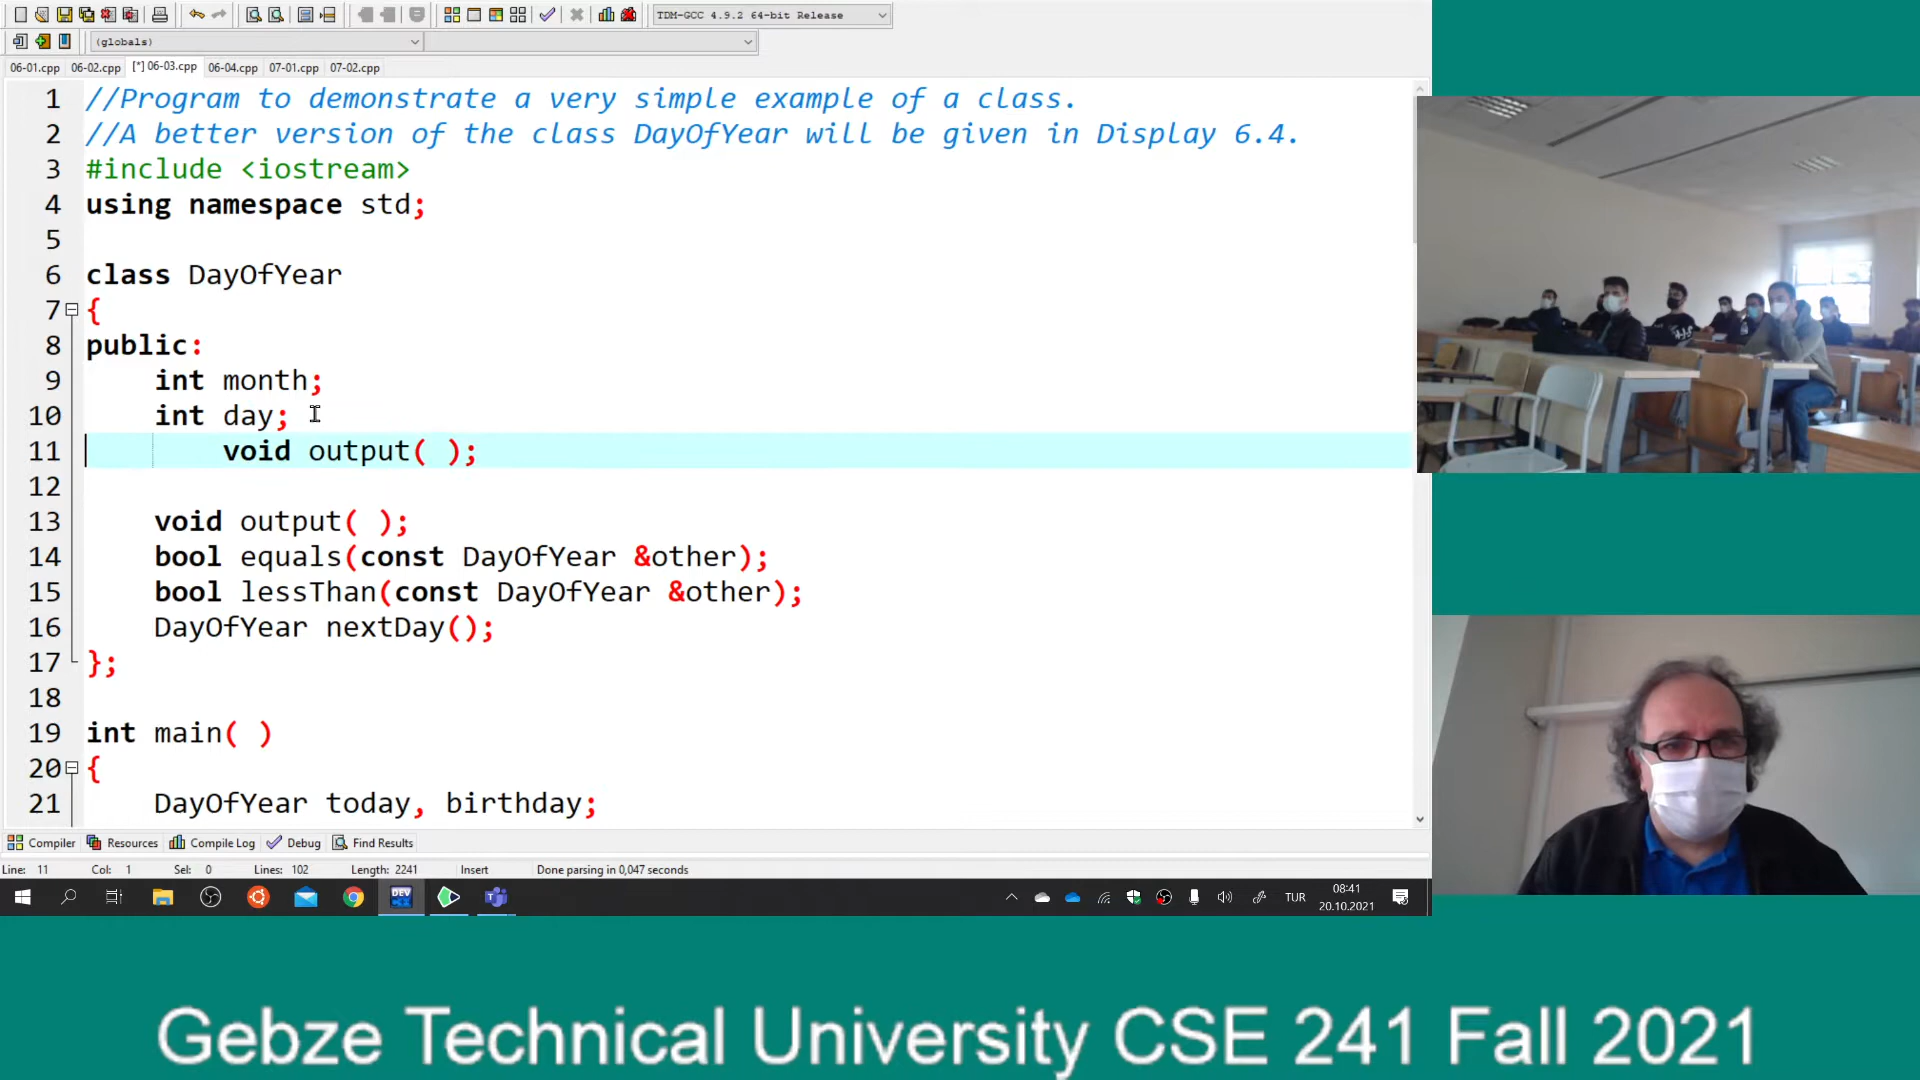 TDM-GCC 4.9.2 64-bit Release
(globals)
06-01.cpp 06-02.cpp [*] 06-03.cpp 06-04.cpp 07-01.cpp 07-02.cpp
1 //Program to demonstrate a very simple example of a class.
2 //A better version of the class DayOfYear will be given in Display 6.4.
3 #include <iostream>
4 using namespace std;
5
6 class DayOfYear
7 {
8 public:
9 int month;
10 int day;
11 void output( );
12
13 void output( );
14 bool equals(const DayOfYear &other);
15 bool lessThan(const DayOfYear &other);
16 DayOfYear nextDay();
17 };
18
19 int main( )
20 {
21 DayOfYear today, birthday;
Compiler Resources Compile Log Debug Find Results
Line: 11 Col: 1 Sel: 0 Lines: 102 Length: 2241 Insert Done parsing in 0,047 seconds
DEV
TUR
08:41
20.10.2021
Gebze Technical University CSE 241 Fall 2021